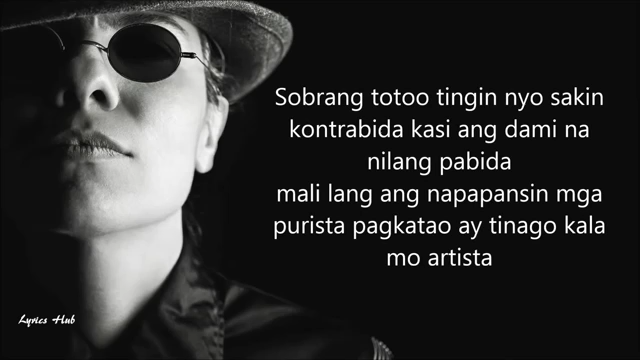 Sobrang totoo tingin nyo sakin
kontrabida kasi ang dami na
nilang pabida
mali lang ang napapansin mga
purista pagkatao ay tinago kala
mo artista
Lyrics Hub